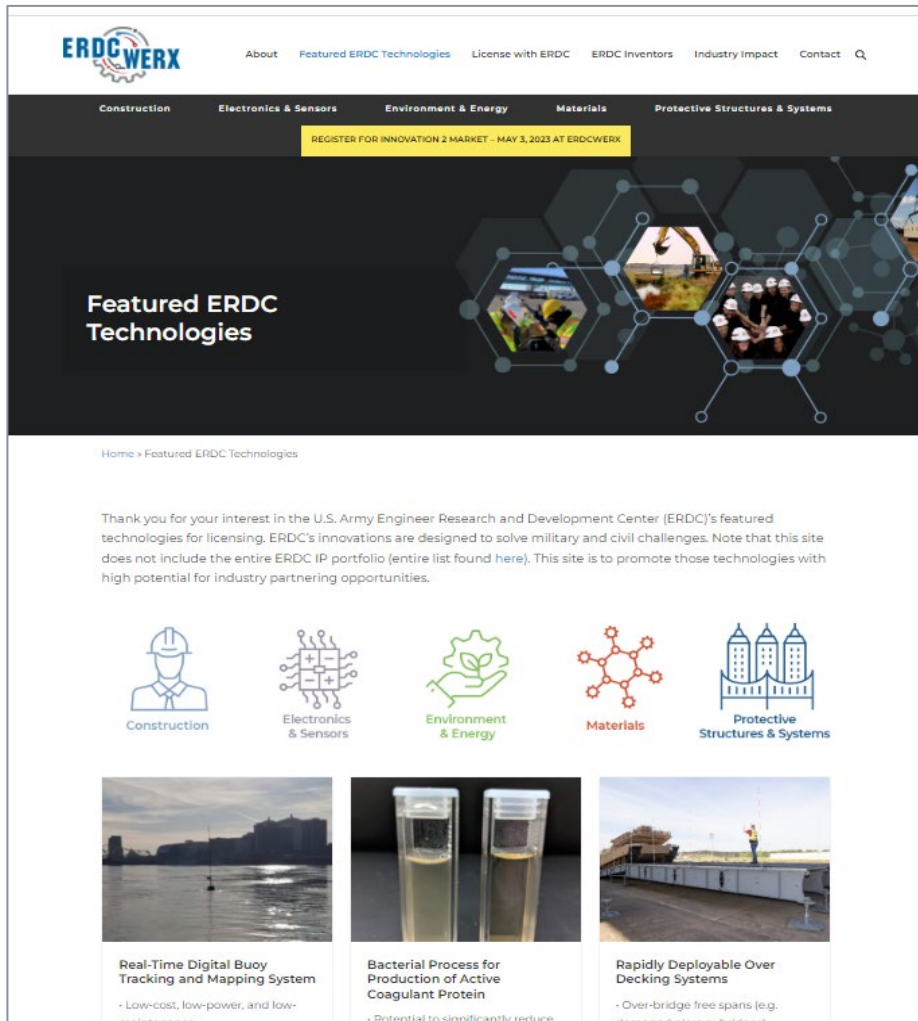 ERDC WERX
About Featured ERDC Technologies License with ERDC ERDC Inventors Industry Impact Contact
Construction Electronics & Sensors Environment & Energy Materials Protective Structures & Systems
REGISTER FOR INNOVATION 2 MARKET – MAY 3, 2023 AT ERDCWERX
Featured ERDC
Technologies
Home » Featured ERDC Technologies
Thank you for your interest in the U.S. Army Engineer Research and Development Center (ERDC)'s featured
technologies for licensing. ERDC's innovations are designed to solve military and civil challenges. Note that this site
does not include the entire ERDC IP portfolio (entire list found here). This site is to promote those technologies with
high potential for industry partnering opportunities.
Construction
Electronics
& Sensors
Environment
& Energy
Materials
Protective
Structures & Systems
Real-Time Digital Buoy
Tracking and Mapping System
• Low-cost, low-power, and low-
Bacterial Process for
Production of Active
Coagulant Protein
• Potential to significantly reduce
Rapidly Deployable Over
Decking Systems
• Over-bridge free spans (e.g.